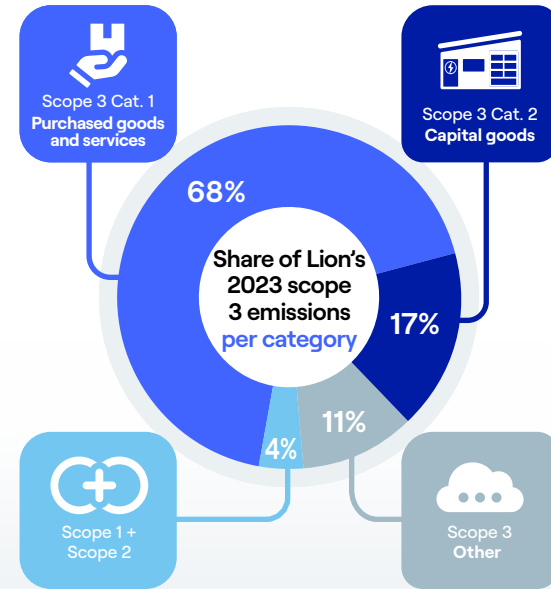 Scope 3 Cat. 1
Purchased goods
and services
Scope 3 Cat. 2
Capital goods
68%
Share of Lion's
2023 scope
3 emissions
per category
17%
11%
4%
Scope 1 +
Scope 2
Scope 3
Other